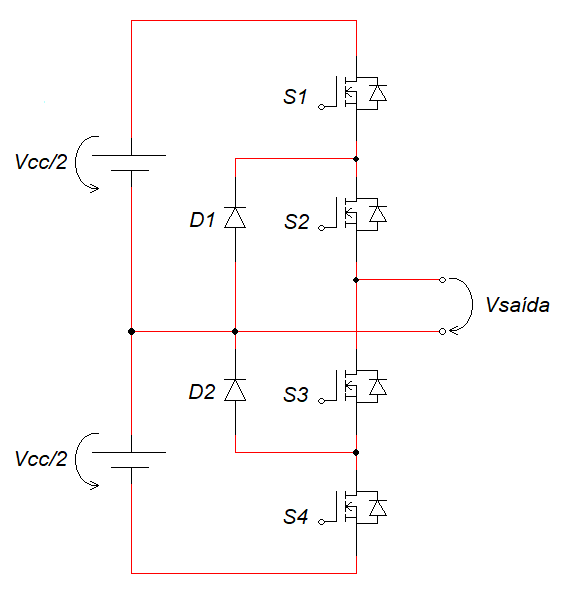 S1
Vcc/2
D1
S2
Vsaída
D2
S3
Vcc/2
S4